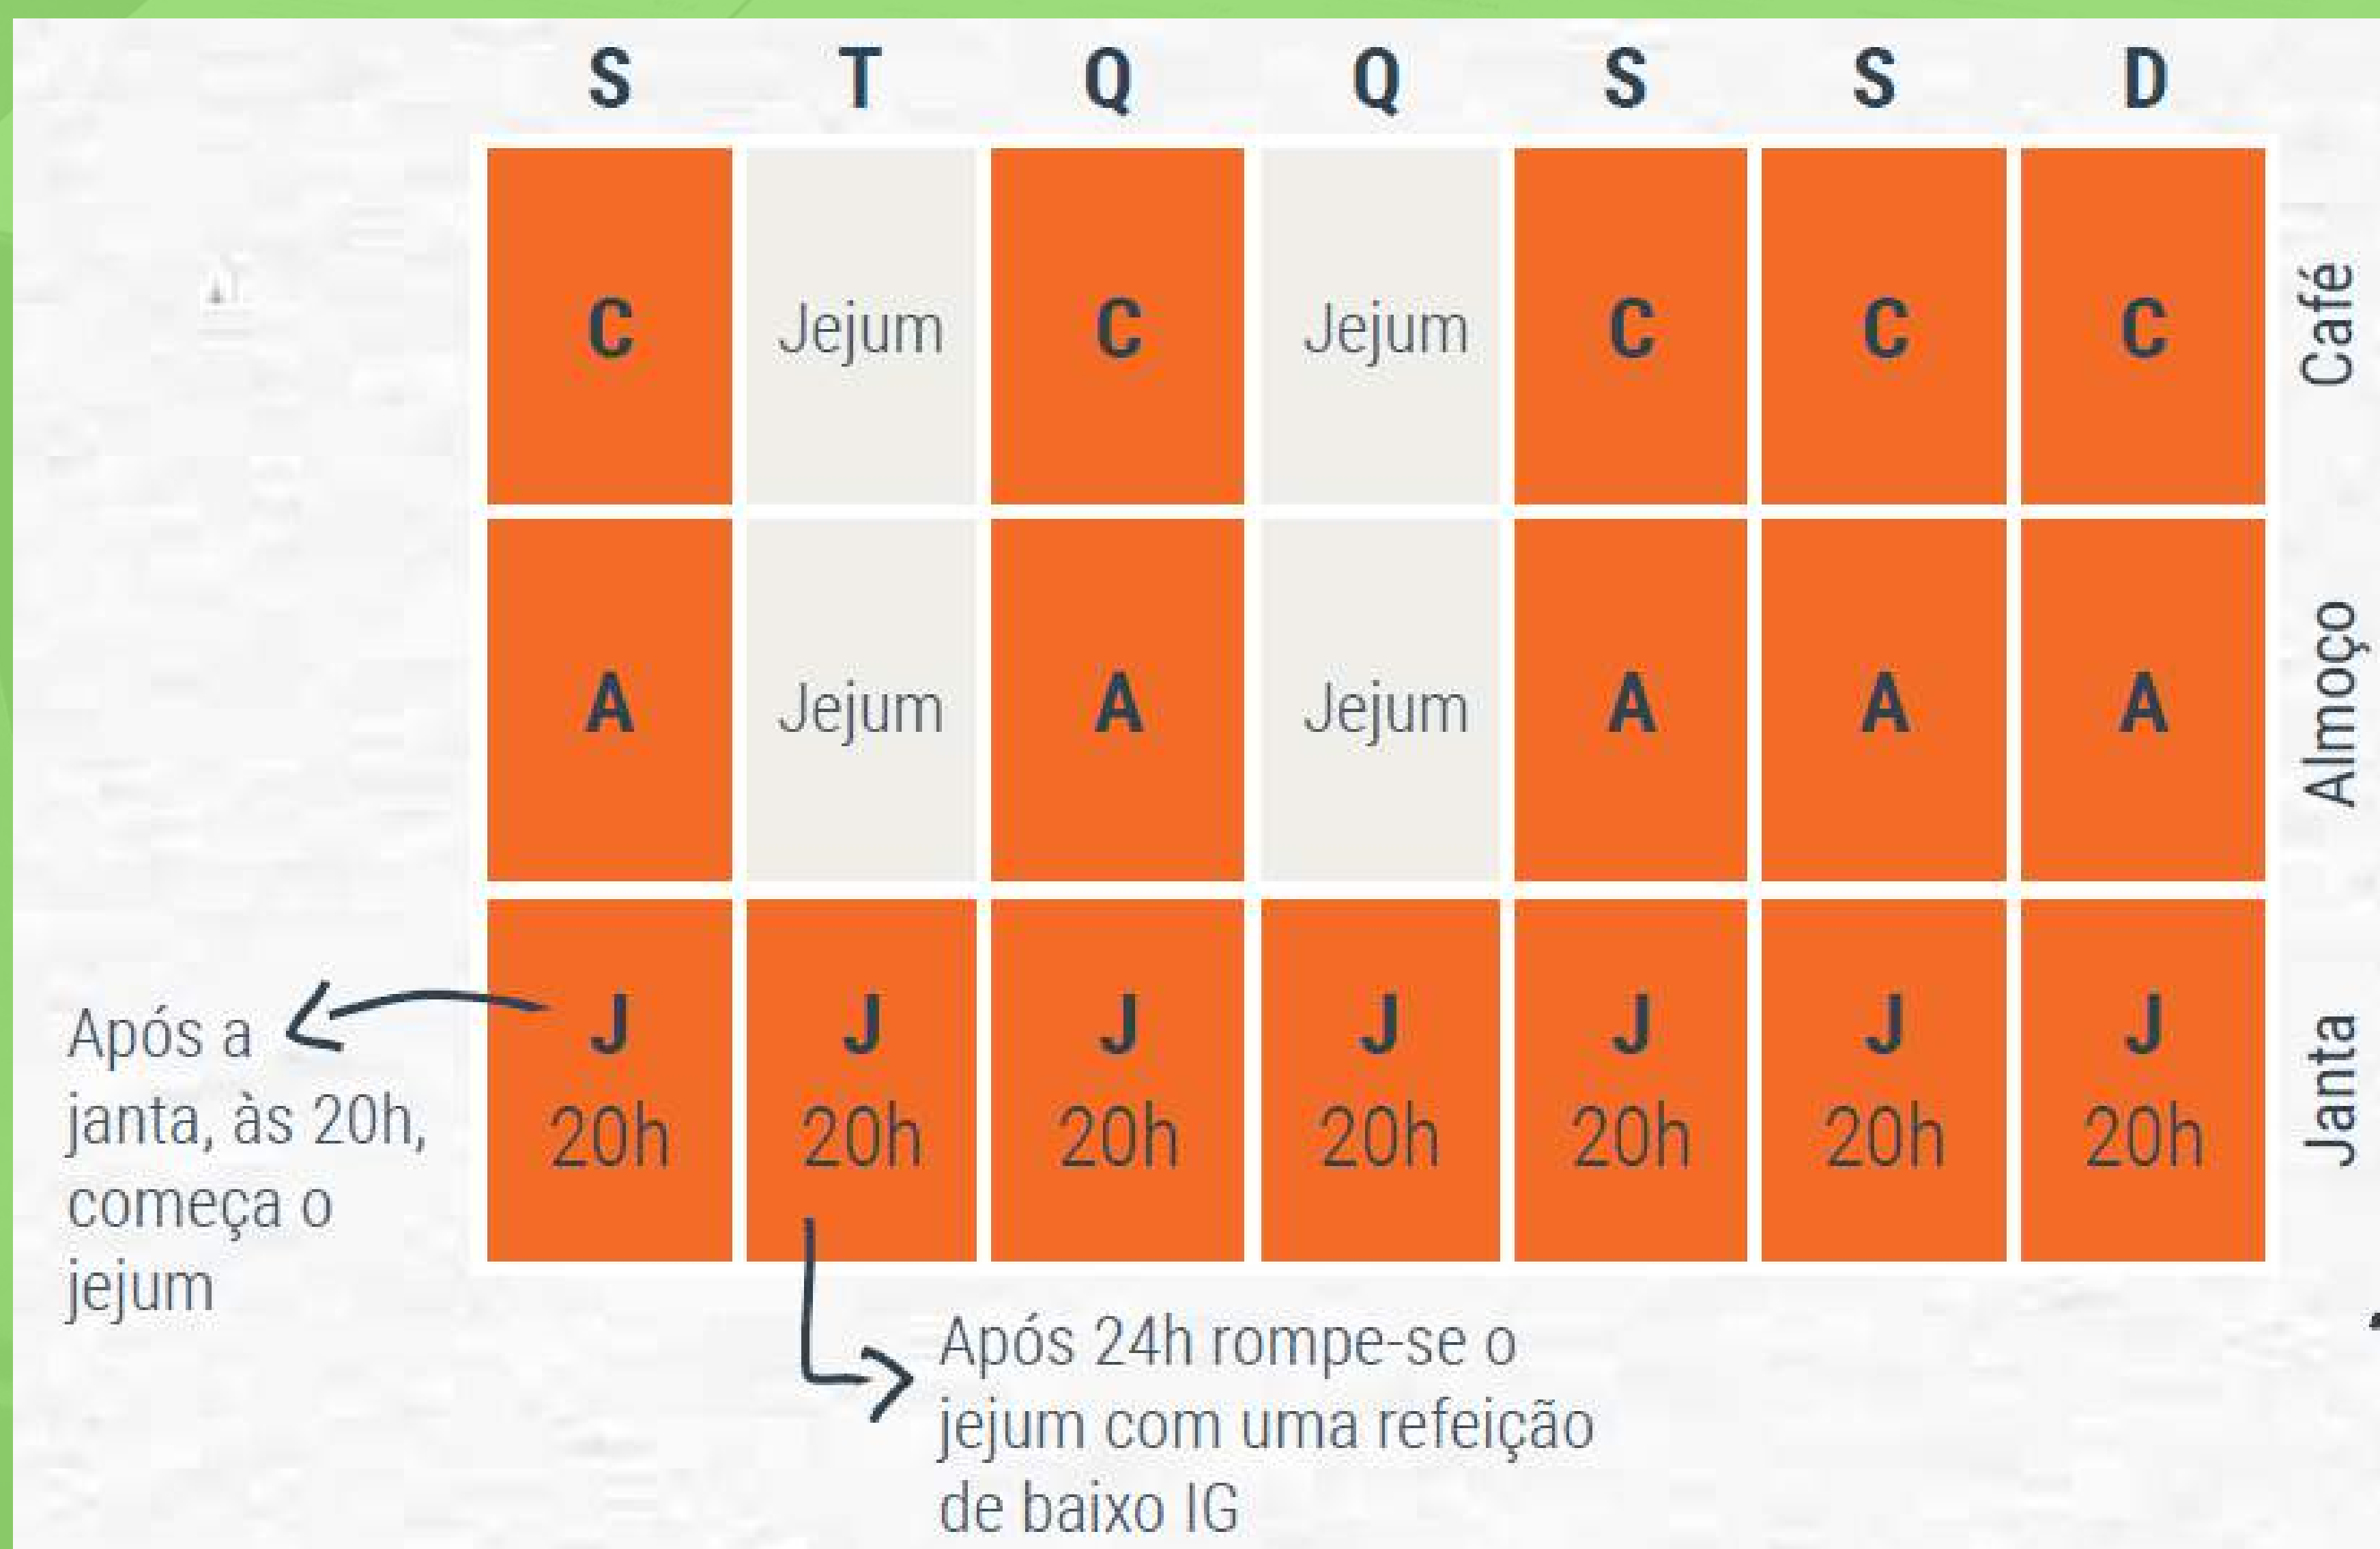 S T Q Q S S D
C Jejum C Jejum C C C Café
A Jejum A Jejum A A A Almoço
J J J J J J J Janta
20h 20h 20h 20h 20h 20h 20h
Após a
janta, às 20h,
começa o
jejum
Após 24h rompe-se o
jejum com uma refeição
de baixo IG